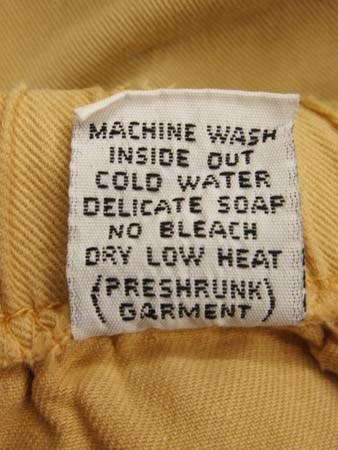 MACHINE WASH
INSIDE OUT
COLD WATER
DELICATE SOAP
NO BLEACH
DRY LOW HEAT
(PRESHRUNK
GARMENT)